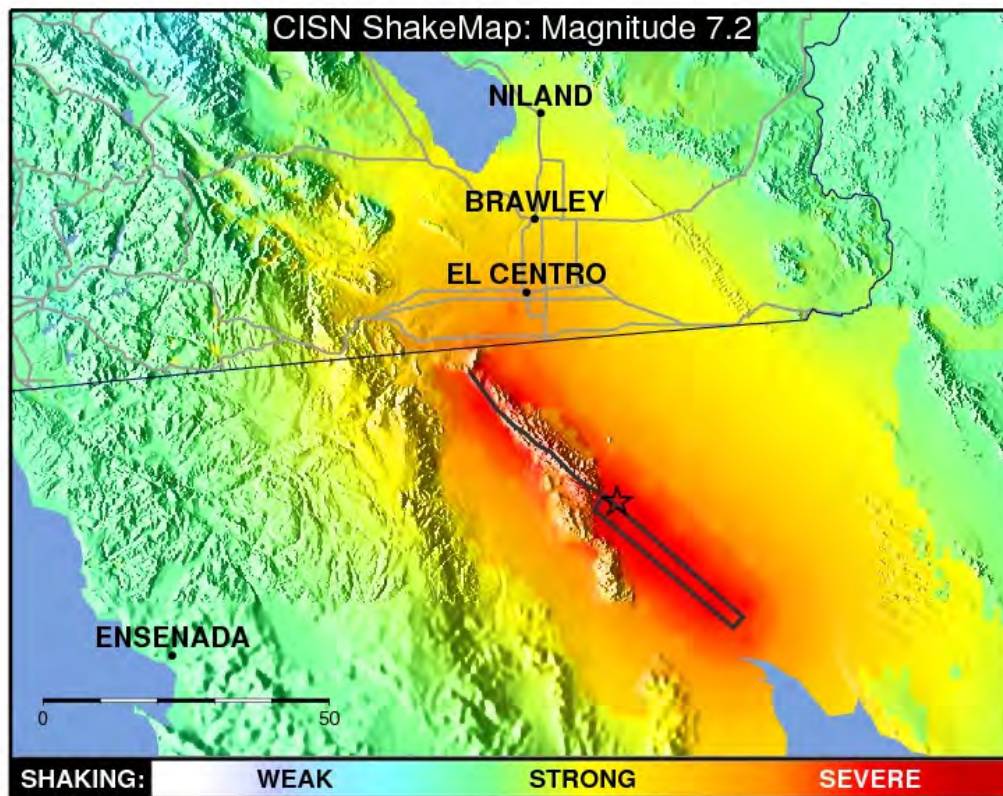 CISN ShakeMap: Magnitude 7.2
NILAND
BRAWLEY
EL CENTRO
ENSENADA
0 50
SHAKING: WEAK STRONG SEVERE